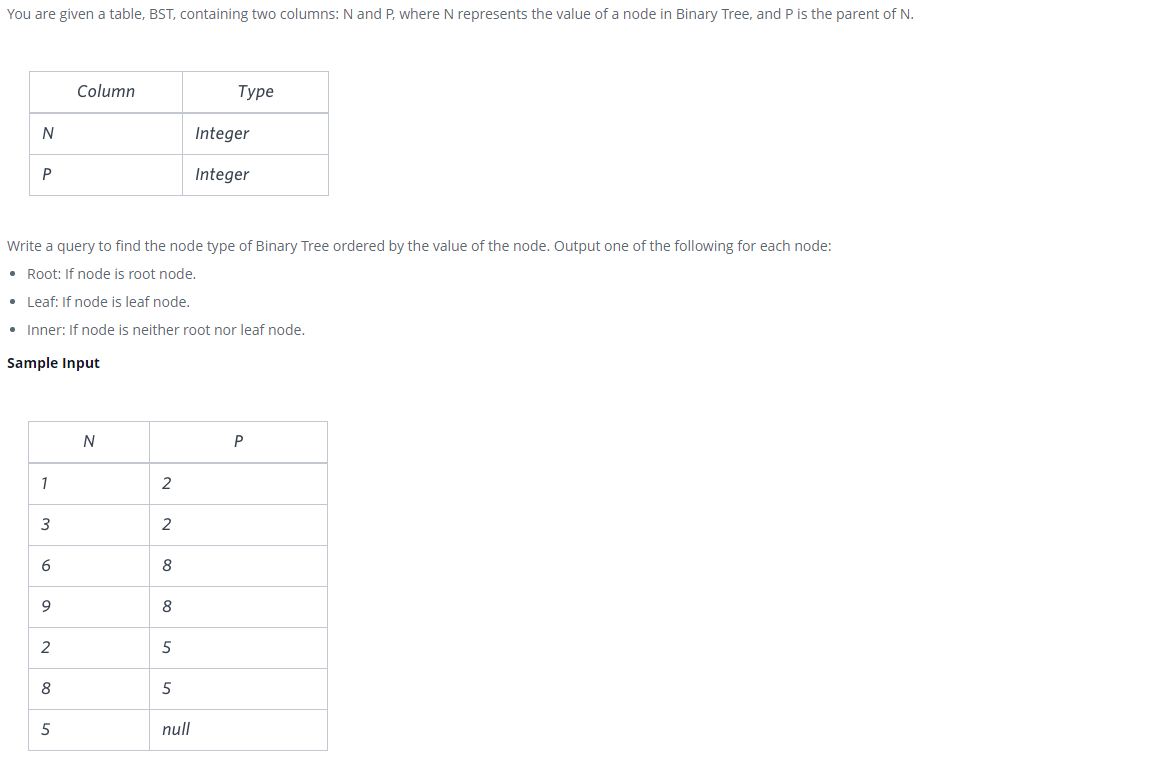 You are given a table, BST, containing two columns: N and P, where N represents the value of a node in Binary Tree, and P is the parent of N.
Column Type
N Integer
P Integer
Write a query to find the node type of Binary Tree ordered by the value of the node. Output one of the following for each node:
• Root: If node is root node.
• Leaf: If node is leaf node.
• Inner: If node is neither root nor leaf node.
Sample Input
N P
1 2
3 2
6 8
9 8
2 5
8 5
5 null